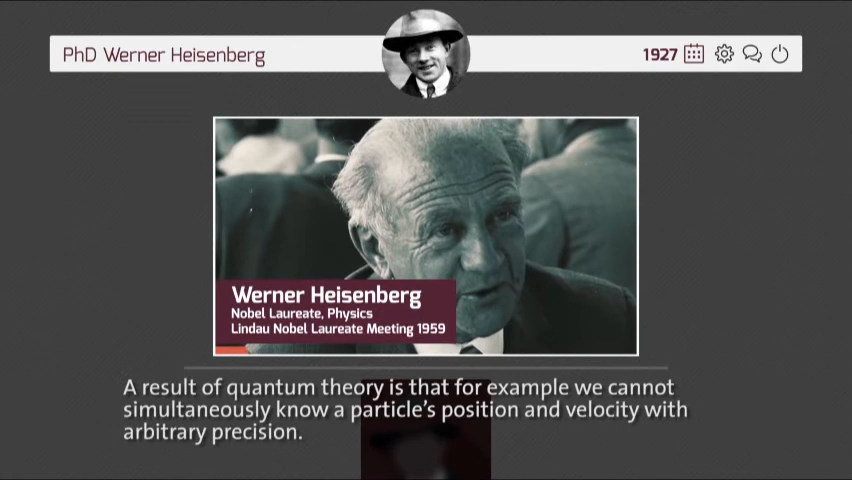 PhD Werner Heisenberg
1927
Werner Heisenberg
Nobel Laureate, Physics
Lindau Nobel Laureate Meeting 1959
A result of quantum theory is that for example we cannot
simultaneously know a particle's position and velocity with
arbitrary precision.